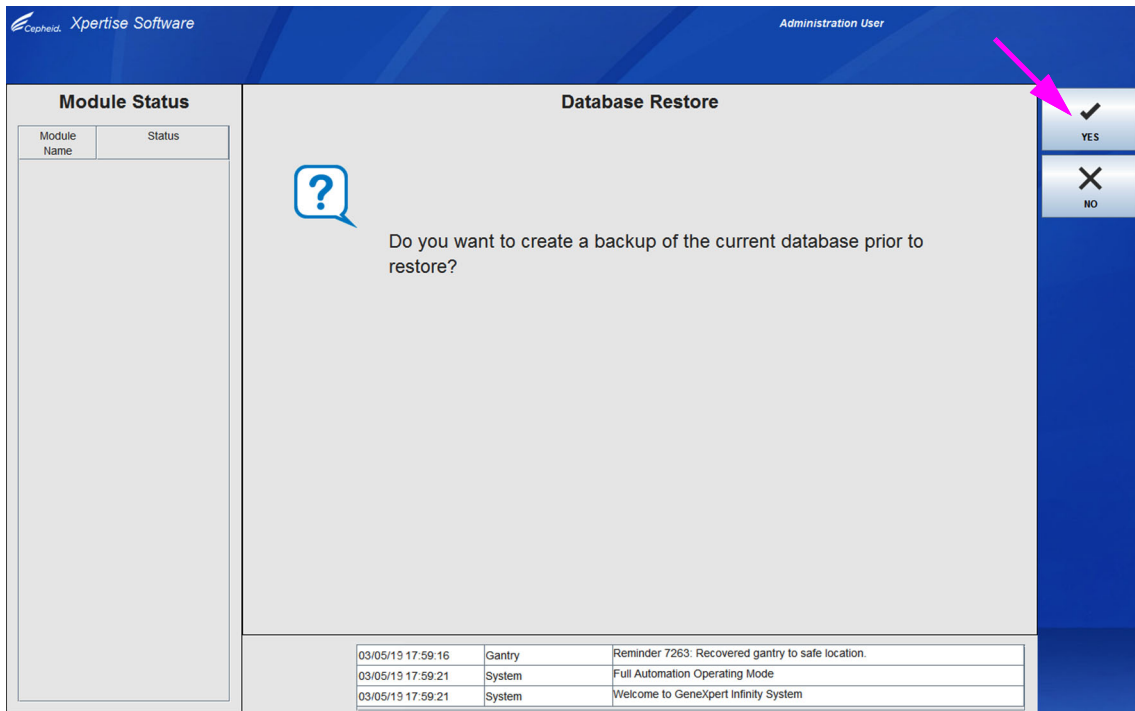 Cepheid. Xpertise Software
Administration User
Module Status
Module Name
Status
Database Restore
Do you want to create a backup of the current database prior to
restore?
YES
NO
03/05/19 17:59:16 Gantry Reminder 7263: Recovered gantry to safe location.
03/05/19 17:59:21 System Full Automation Operating Mode
03/05/19 17:59:21 System Welcome to GeneXpert Infinity System